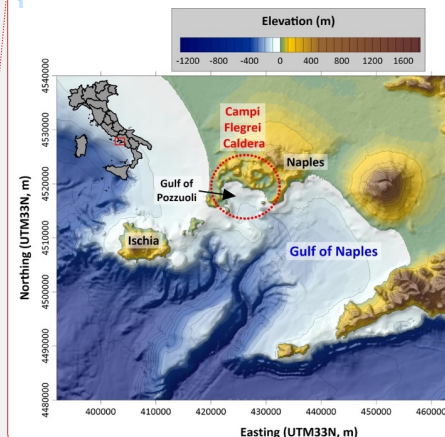 Elevation (m)
-1200 -800 -400 0 400 800 1200 1600
4540000
4530000
4520000
4510000
4500000
4490000
4480000
Northing (UTM33N, m)
Campi
Flegrei
Caldera
Naples
Gulf of
Pozzuoli
Ischia
Gulf of Naples
400000 410000 420000 430000 440000 450000 460000
Easting (UTM33N, m)